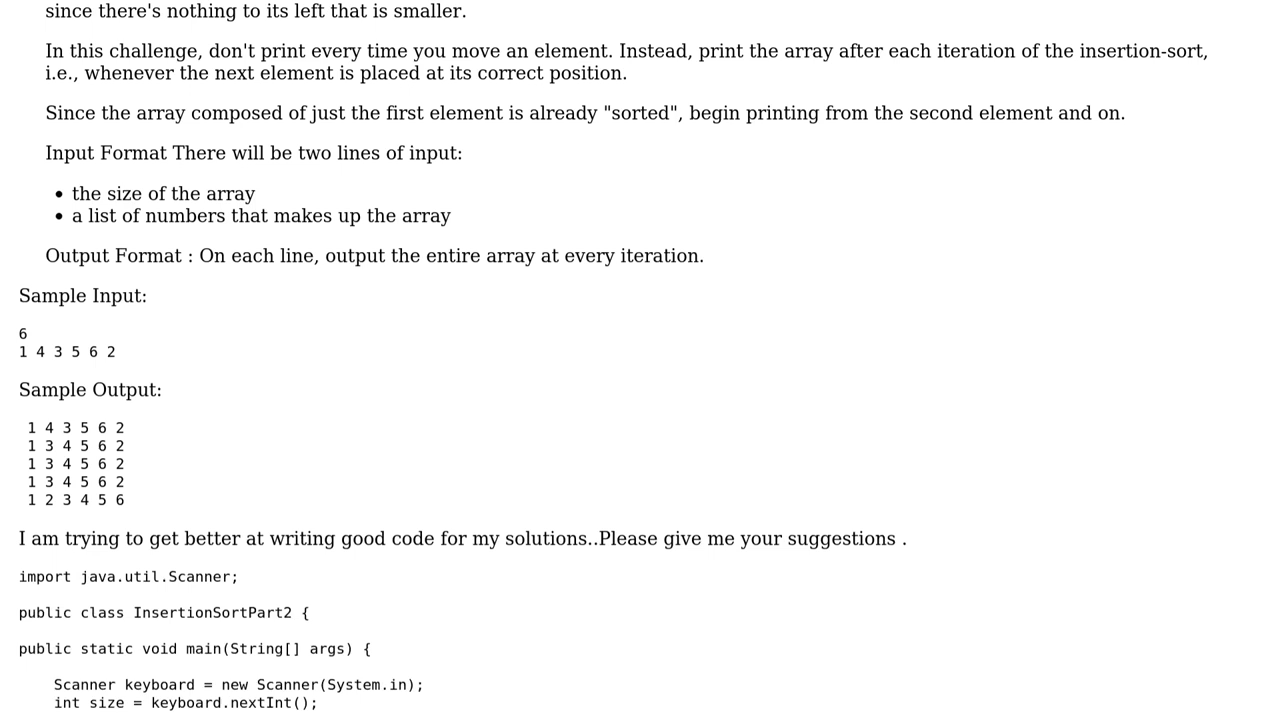 since there's nothing to its left that is smaller.
In this challenge, don't print every time you move an element. Instead, print the array after each iteration of the insertion-sort,
i.e., whenever the next element is placed at its correct position.
Since the array composed of just the first element is already "sorted", begin printing from the second element and on.
Input Format There will be two lines of input:
• the size of the array
• a list of numbers that makes up the array
Output Format : On each line, output the entire array at every iteration.
Sample Input:
6
1 4 3 5 6 2
Sample Output:
1 4 3 5 6 2
1 3 4 5 6 2
1 3 4 5 6 2
1 3 4 5 6 2
1 2 3 4 5 6
I am trying to get better at writing good code for my solutions..Please give me your suggestions .
import java.util.Scanner;
public class InsertionSortPart2 {
public static void main(String[] args) {
Scanner keyboard = new Scanner(System.in);
int size = keyboard.nextInt();